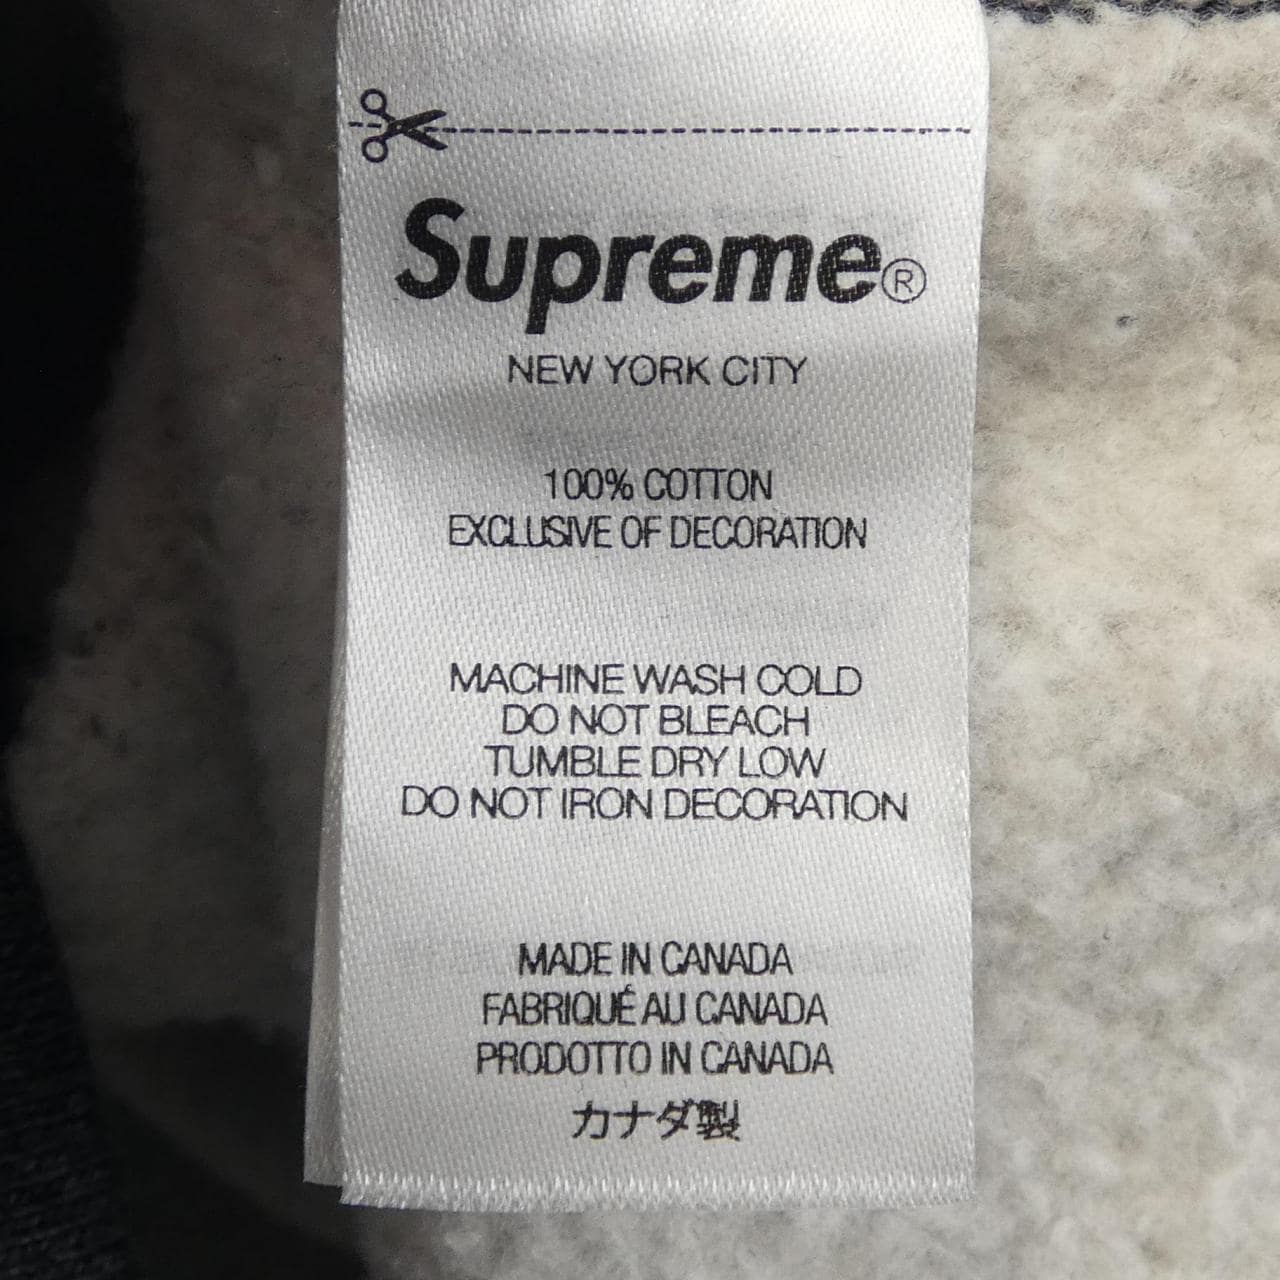 Supreme®
NEW YORK CITY
100% COTTON
EXCLUSIVE OF DECORATION
MACHINE WASH COLD
DO NOT BLEACH
TUMBLE DRY LOW
DO NOT IRON DECORATION
MADE IN CANADA
FABRIQUÉ AU CANADA
PRODOTTO IN CANADA
カナダ製